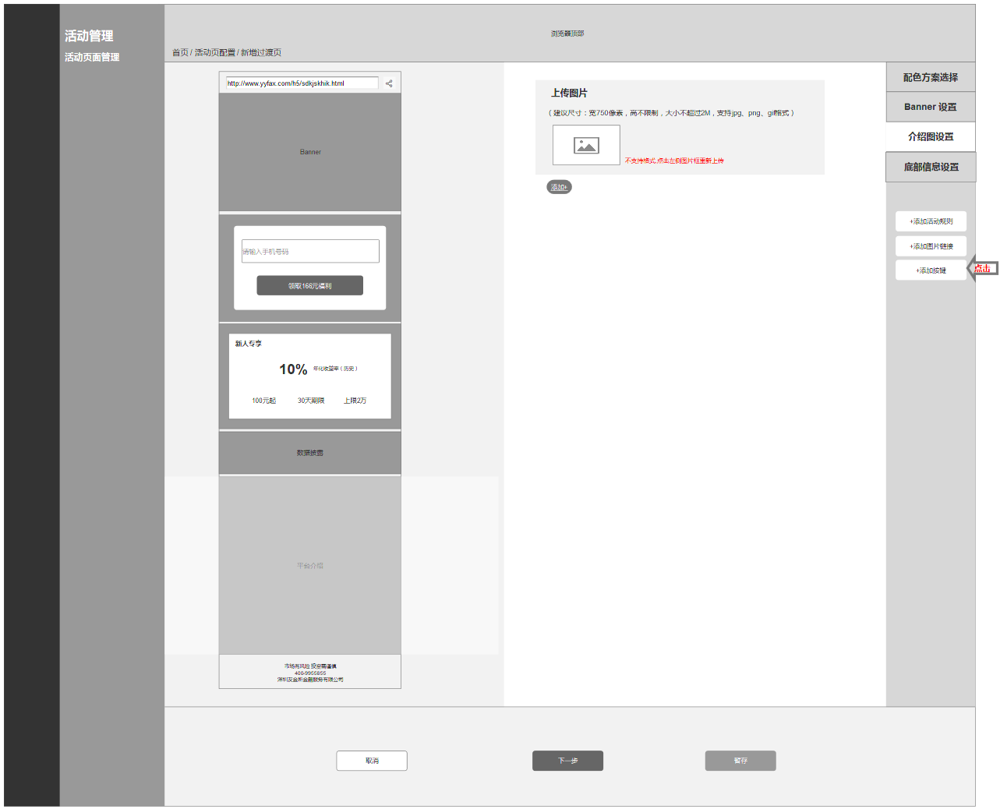 活动管理
活动页面管理
浏览器顶部
首页 / 活动页配置 / 新增过渡页
http://www.yyfax.com/h5/sdkjskhik.html
Banner
请输入手机号码
领取168元福利
新人专享
10% 年化收益率（历史）
100元起 30天期限 上限2万
数据披露
平台介绍
市场有风险 投资需谨慎
400-9955855
深圳友金所金融服务有限公司
上传图片
（ 建议尺寸：宽750像素，高不限制，大小不超过2M，支持jpg、png、gif格式 ）
不支持格式,点击左侧图片框重新上传
添加+
配色方案选择
Banner 设置
介绍图设置
底部信息设置
+添加活动规则
+添加图片链接
+添加按键
点击
取消
下一步
暂存